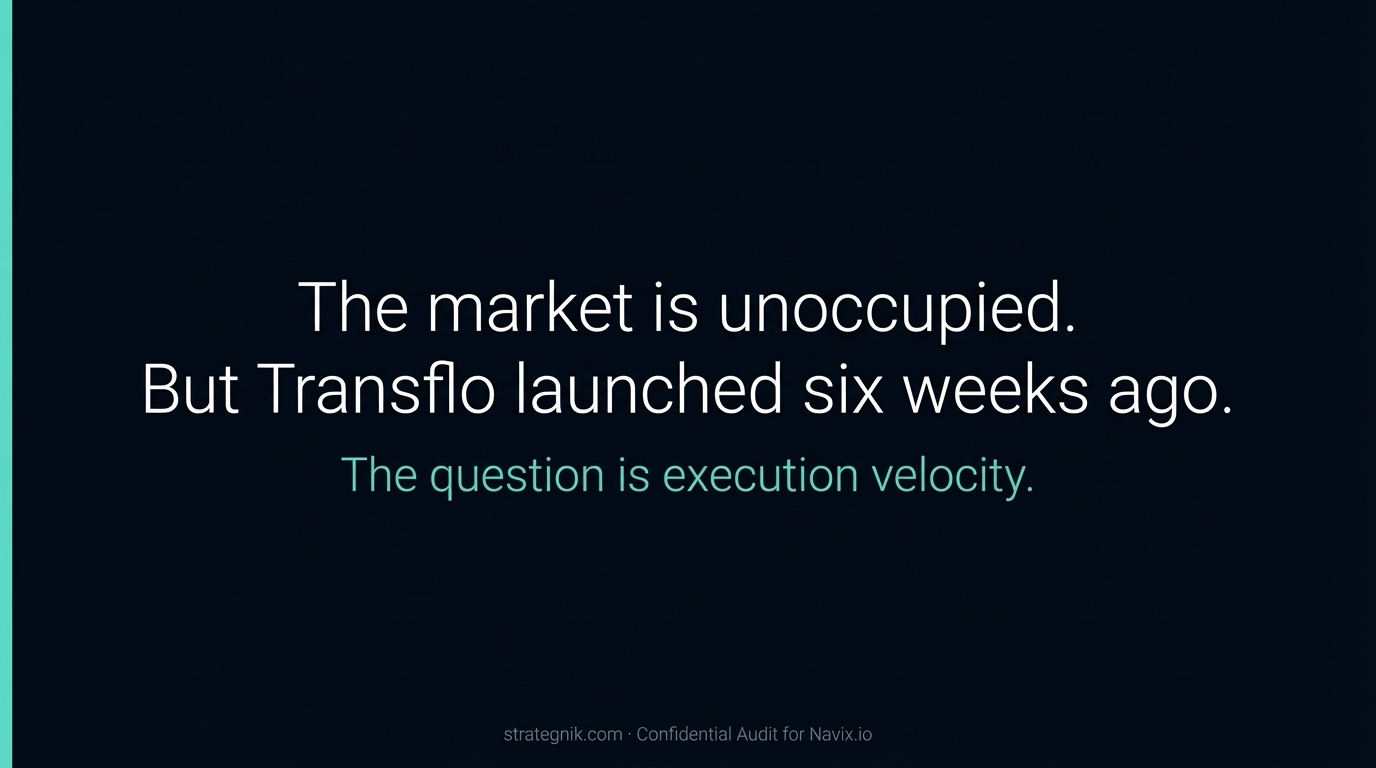 The market is unoccupied.
But Transflo launched six weeks ago.
The question is execution velocity.
strategnik.com · Confidential Audit for Navix.io